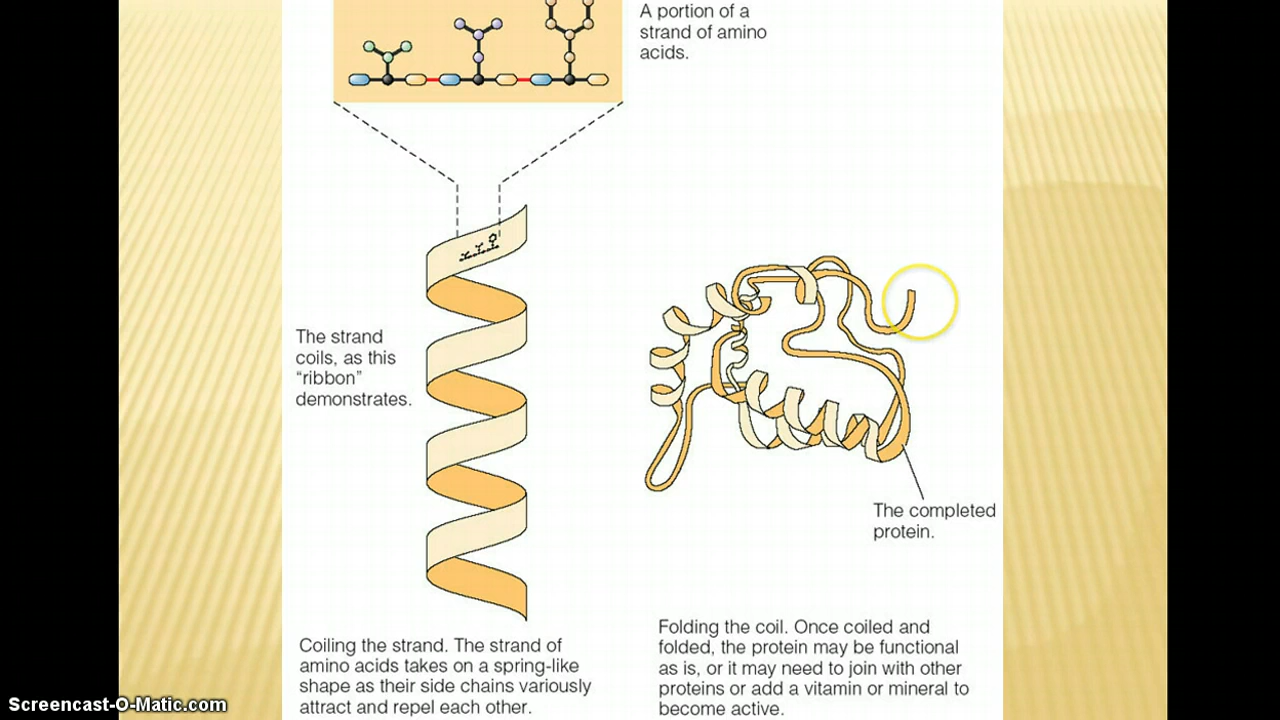 A portion of a
strand of amino
acids.
The strand
coils, as this
“ribbon”
demonstrates.
The completed
protein.
Coiling the strand. The strand of
amino acids takes on a spring-like
shape as their side chains variously
attract and repel each other.
Folding the coil. Once coiled and
folded, the protein may be functional
as is, or it may need to join with other
proteins or add a vitamin or mineral to
become active.
Screencast-O-Matic.com